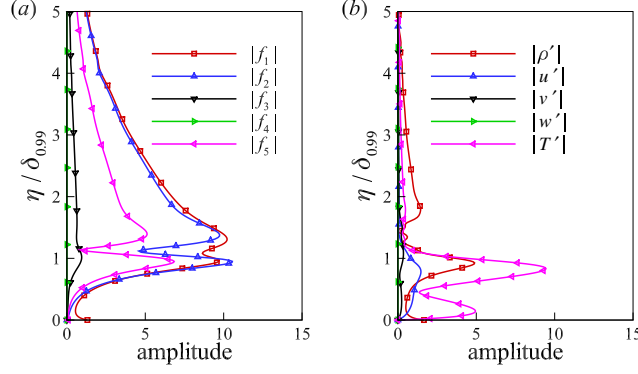 (a)
5
4
3
2
1
0
η / δ0.99
0 5 10 15
amplitude
|f1|
|f2|
|f3|
|f4|
|f5|
(b)
5
4
3
2
1
0
η / δ0.99
0 5 10 15
amplitude
|ρ′|
|u′|
|v′|
|w′|
|T′|